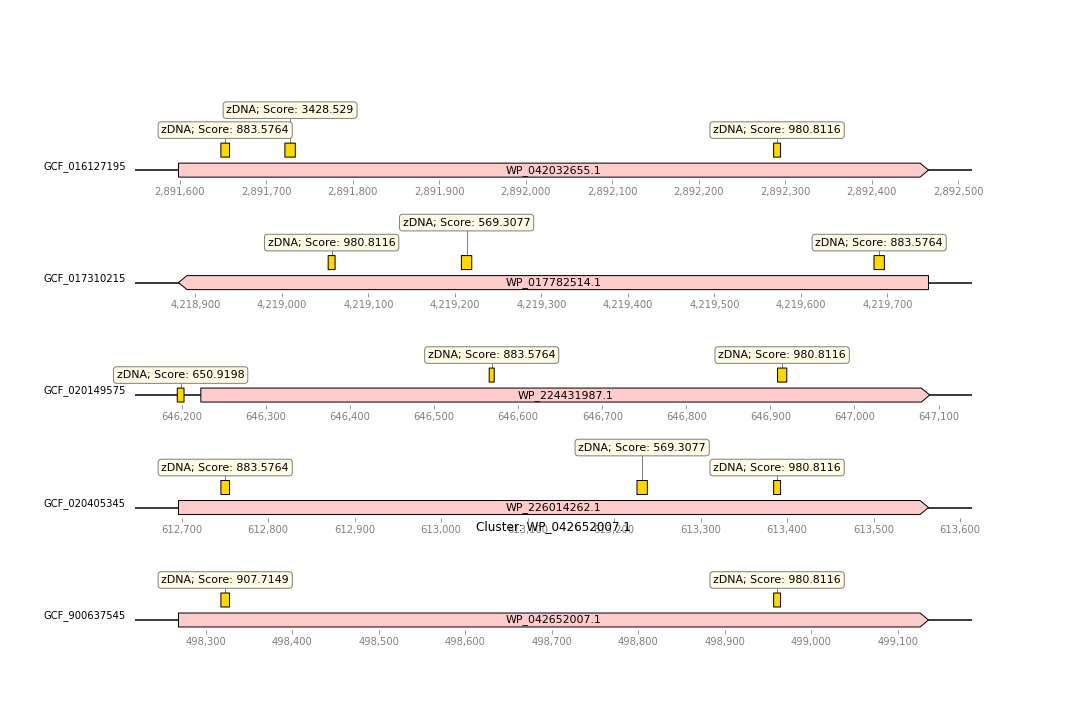 zDNA; Score: 3428.529
zDNA; Score: 883.5764 zDNA; Score: 980.8116
GCF_016127195 WP_042032655.1
2,891,600 2,891,700 2,891,800 2,891,900 2,892,000 2,892,100 2,892,200 2,892,300 2,892,400 2,892,500
zDNA; Score: 569.3077
zDNA; Score: 980.8116 zDNA; Score: 883.5764
GCF_017310215 WP_017782514.1
4,218,900 4,219,000 4,219,100 4,219,200 4,219,300 4,219,400 4,219,500 4,219,600 4,219,700
zDNA; Score: 883.5764 zDNA; Score: 980.8116
zDNA; Score: 650.9198
GCF_020149575 WP_224431987.1
646,200 646,300 646,400 646,500 646,600 646,700 646,800 646,900 647,000 647,100
zDNA; Score: 569.3077
zDNA; Score: 883.5764 zDNA; Score: 980.8116
GCF_020405345 WP_226014262.1
612,700 612,800 612,900 613,000 613,100 613,200 613,300 613,400 613,500 613,600
Cluster: WP_042652007.1
zDNA; Score: 907.7149 zDNA; Score: 980.8116
GCF_900637545 WP_042652007.1
498,300 498,400 498,500 498,600 498,700 498,800 498,900 499,000 499,100